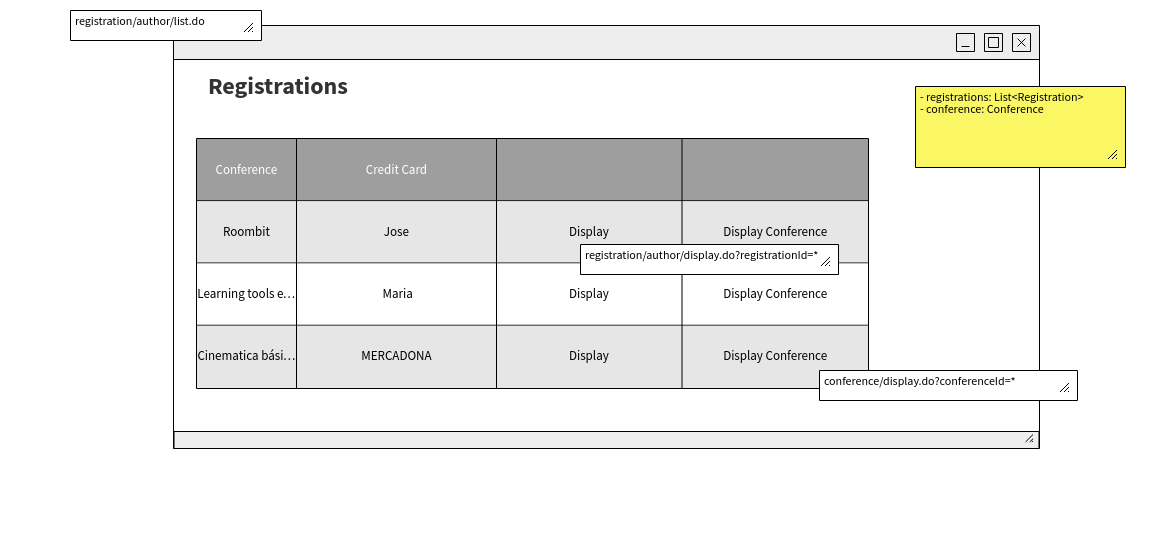 registration/author/list.do
Registrations
- registrations: List<Registration>
- conference: Conference
Conference Credit Card
Roombit Jose Display Display Conference
registration/author/display.do?registrationId=*
Learning tools e… Maria Display Display Conference
Cinematica bási… MERCADONA Display Display Conference
conference/display.do?conferenceId=*